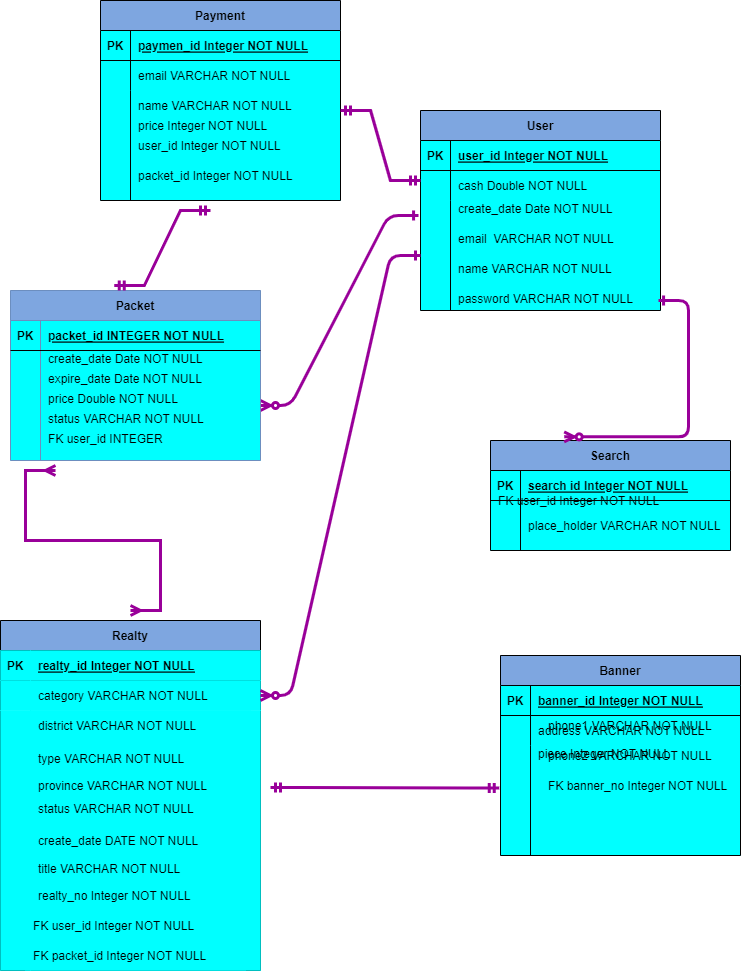 Payment
PK paymen_id Integer NOT NULL
email VARCHAR NOT NULL
name VARCHAR NOT NULL
price Integer NOT NULL
user_id Integer NOT NULL
packet_id Integer NOT NULL
User
PK user_id Integer NOT NULL
cash Double NOT NULL
create_date Date NOT NULL
email VARCHAR NOT NULL
name VARCHAR NOT NULL
password VARCHAR NOT NULL
Packet
PK packet_id INTEGER NOT NULL
create_date Date NOT NULL
expire_date Date NOT NULL
price Double NOT NULL
status VARCHAR NOT NULL
FK user_id INTEGER
Search
PK search id Integer NOT NULL
FK user_id Integer NOT NULL
place_holder VARCHAR NOT NULL
Realty
PK realty_id Integer NOT NULL
category VARCHAR NOT NULL
district VARCHAR NOT NULL
type VARCHAR NOT NULL
province VARCHAR NOT NULL
status VARCHAR NOT NULL
create_date DATE NOT NULL
title VARCHAR NOT NULL
realty_no Integer NOT NULL
FK user_id Integer NOT NULL
FK packet_id Integer NOT NULL
Banner
PK banner_id Integer NOT NULL
phone1 VARCHAR NOT NULL
address VARCHAR NOT NULL
piece Integer NOT NULL
phone2 VARCHAR NOT NULL
FK banner_no Integer NOT NULL